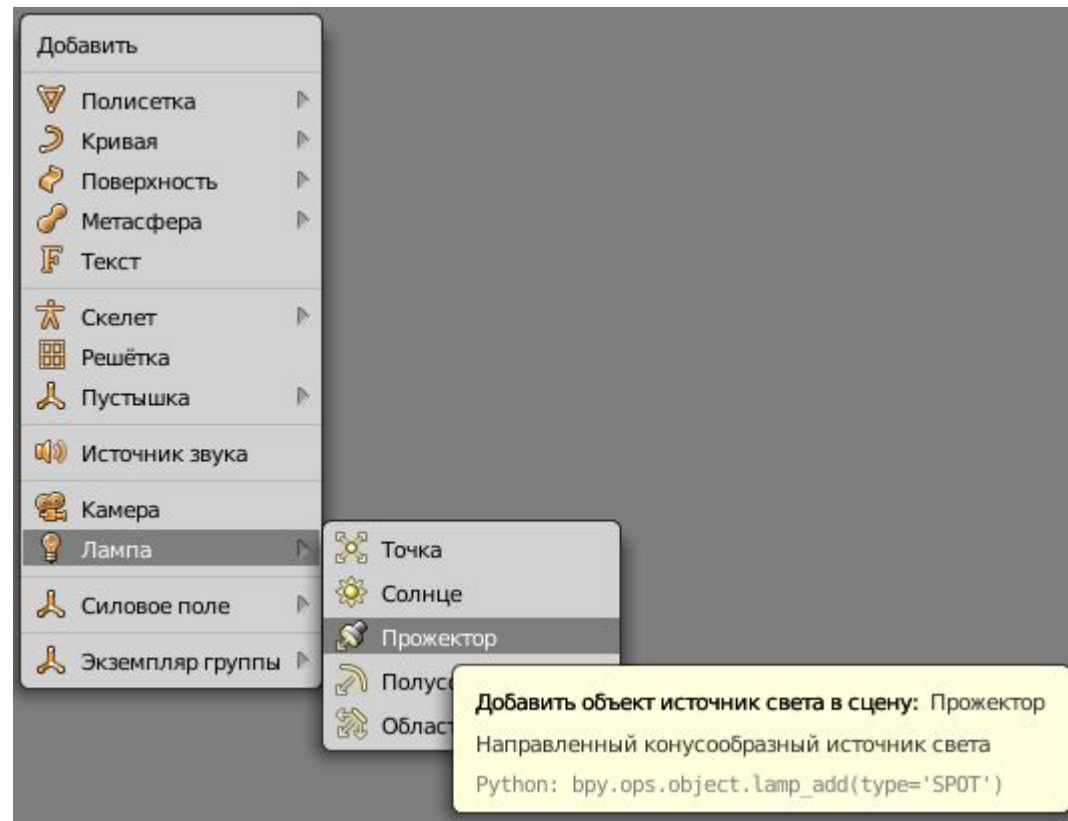 Добавить
Полисетка
Кривая
Поверхность
Метасфера
Текст
Скелет
Решётка
Пустышка
Источник звука
Камера
Лампа
Силовое поле
Экземпляр группы
Точка
Солнце
Прожектор
Добавить объект источник света в сцену: Прожектор
Направленный конусообразный источник света
Python: bpy.ops.object.lamp_add(type='SPOT')